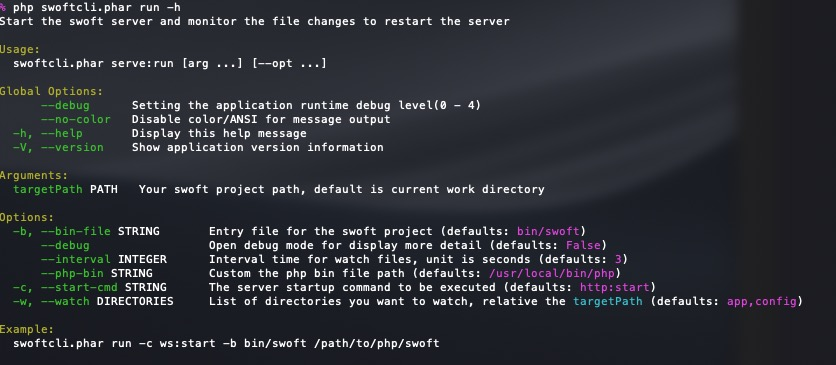 % php swoftcli.phar run -h
Start the swoft server and monitor the file changes to restart the server
Usage:
swoftcli.phar serve:run [arg ...] [--opt ...]
Global Options:
--debug Setting the application runtime debug level(0 - 4)
--no-color Disable color/ANSI for message output
-h, --help Display this help message
-V, --version Show application version information
Arguments:
targetPath PATH Your swoft project path, default is current work directory
Options:
-b, --bin-file STRING Entry file for the swoft project (defaults: bin/swoft)
--debug Open debug mode for display more detail (defaults: False)
--interval INTEGER Interval time for watch files, unit is seconds (defaults: 3)
--php-bin STRING Custom the php bin file path (defaults: /usr/local/bin/php)
-c, --start-cmd STRING The server startup command to be executed (defaults: http:start)
-w, --watch DIRECTORIES List of directories you want to watch, relative the targetPath (defaults: app,config)
Example:
swoftcli.phar run -c ws:start -b bin/swoft /path/to/php/swoft